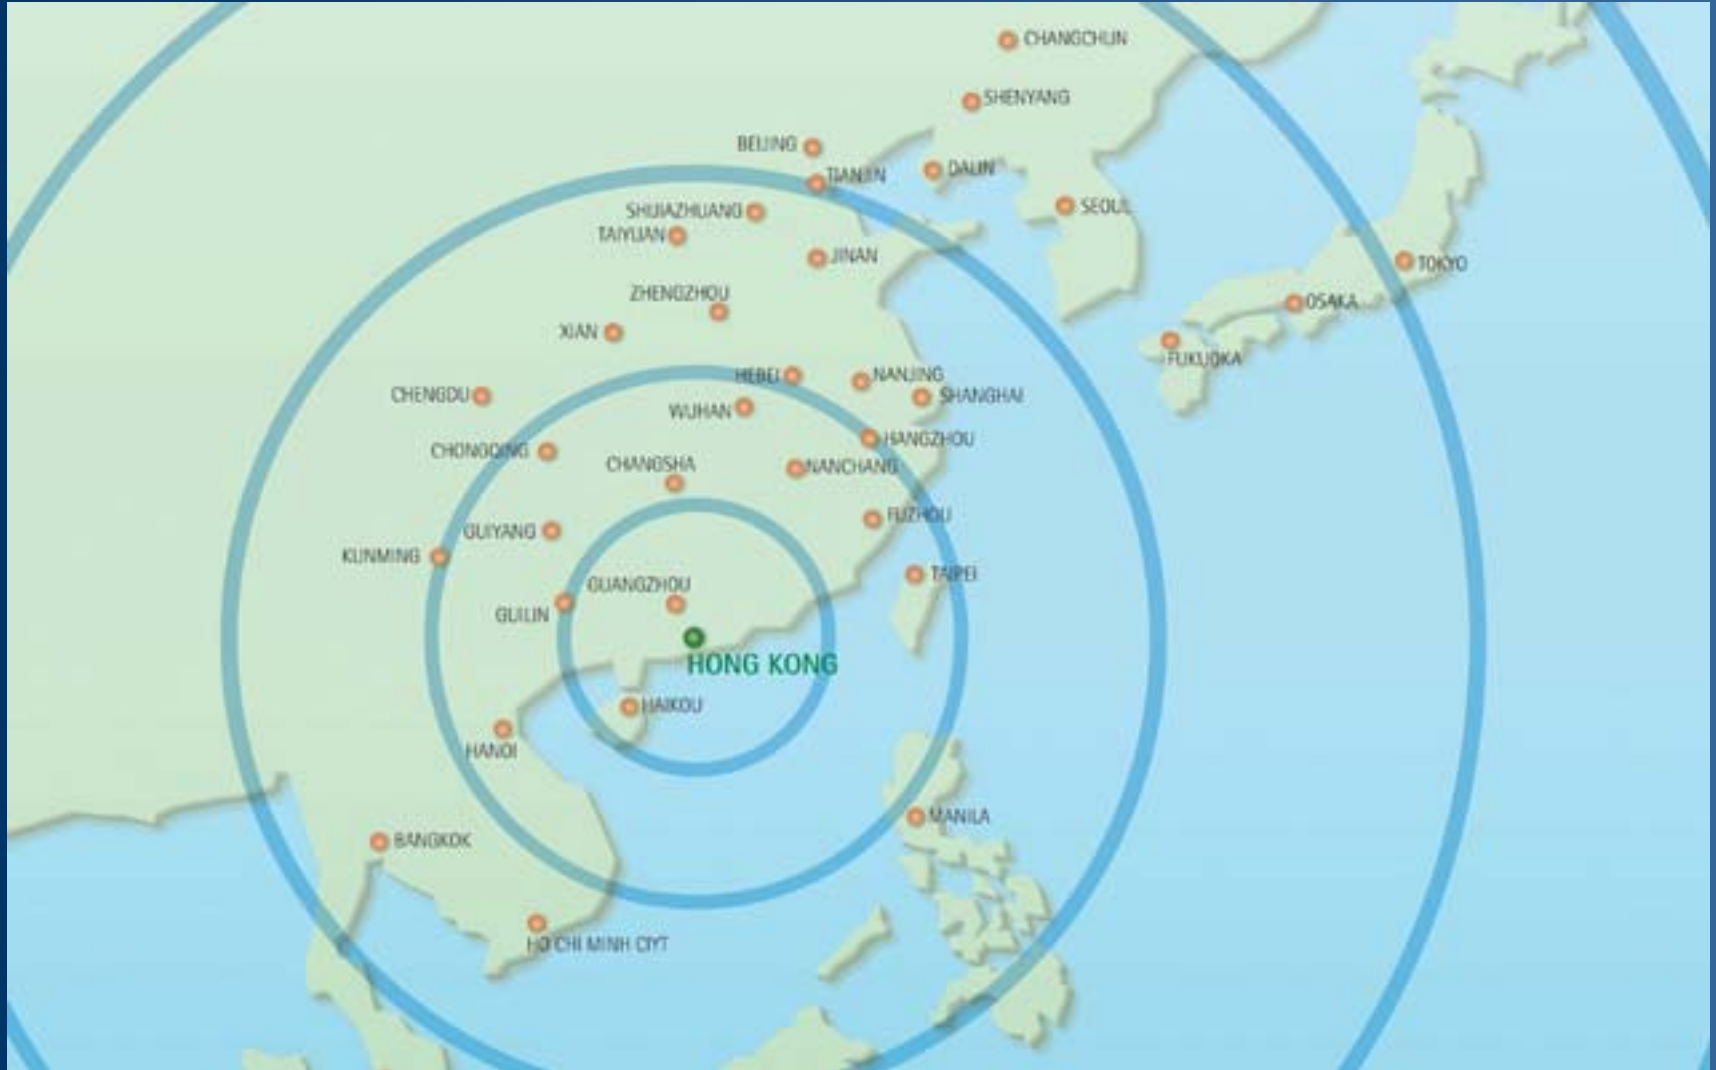 CHANGCHUN
SHENYANG
BEIJING
TIANJIN
DALIN
SHIJIAZHUANG
SEOUL
TAIYUAN
JINAN
TOKYO
ZHENGZHOU
OSAKA
XIAN
FUKUOKA
HEBEI
NANJING
CHENGDU
SHANGHAI
WUHAN
HANGZHOU
CHONGQING
CHANGSHA
NANCHANG
FUZHOU
GUIYANG
KUNMING
TAIPEI
GUANGZHOU
GUILIN
HONG KONG
HAIKOU
HANOI
MANILA
BANGKOK
HO CHI MINH CIYT